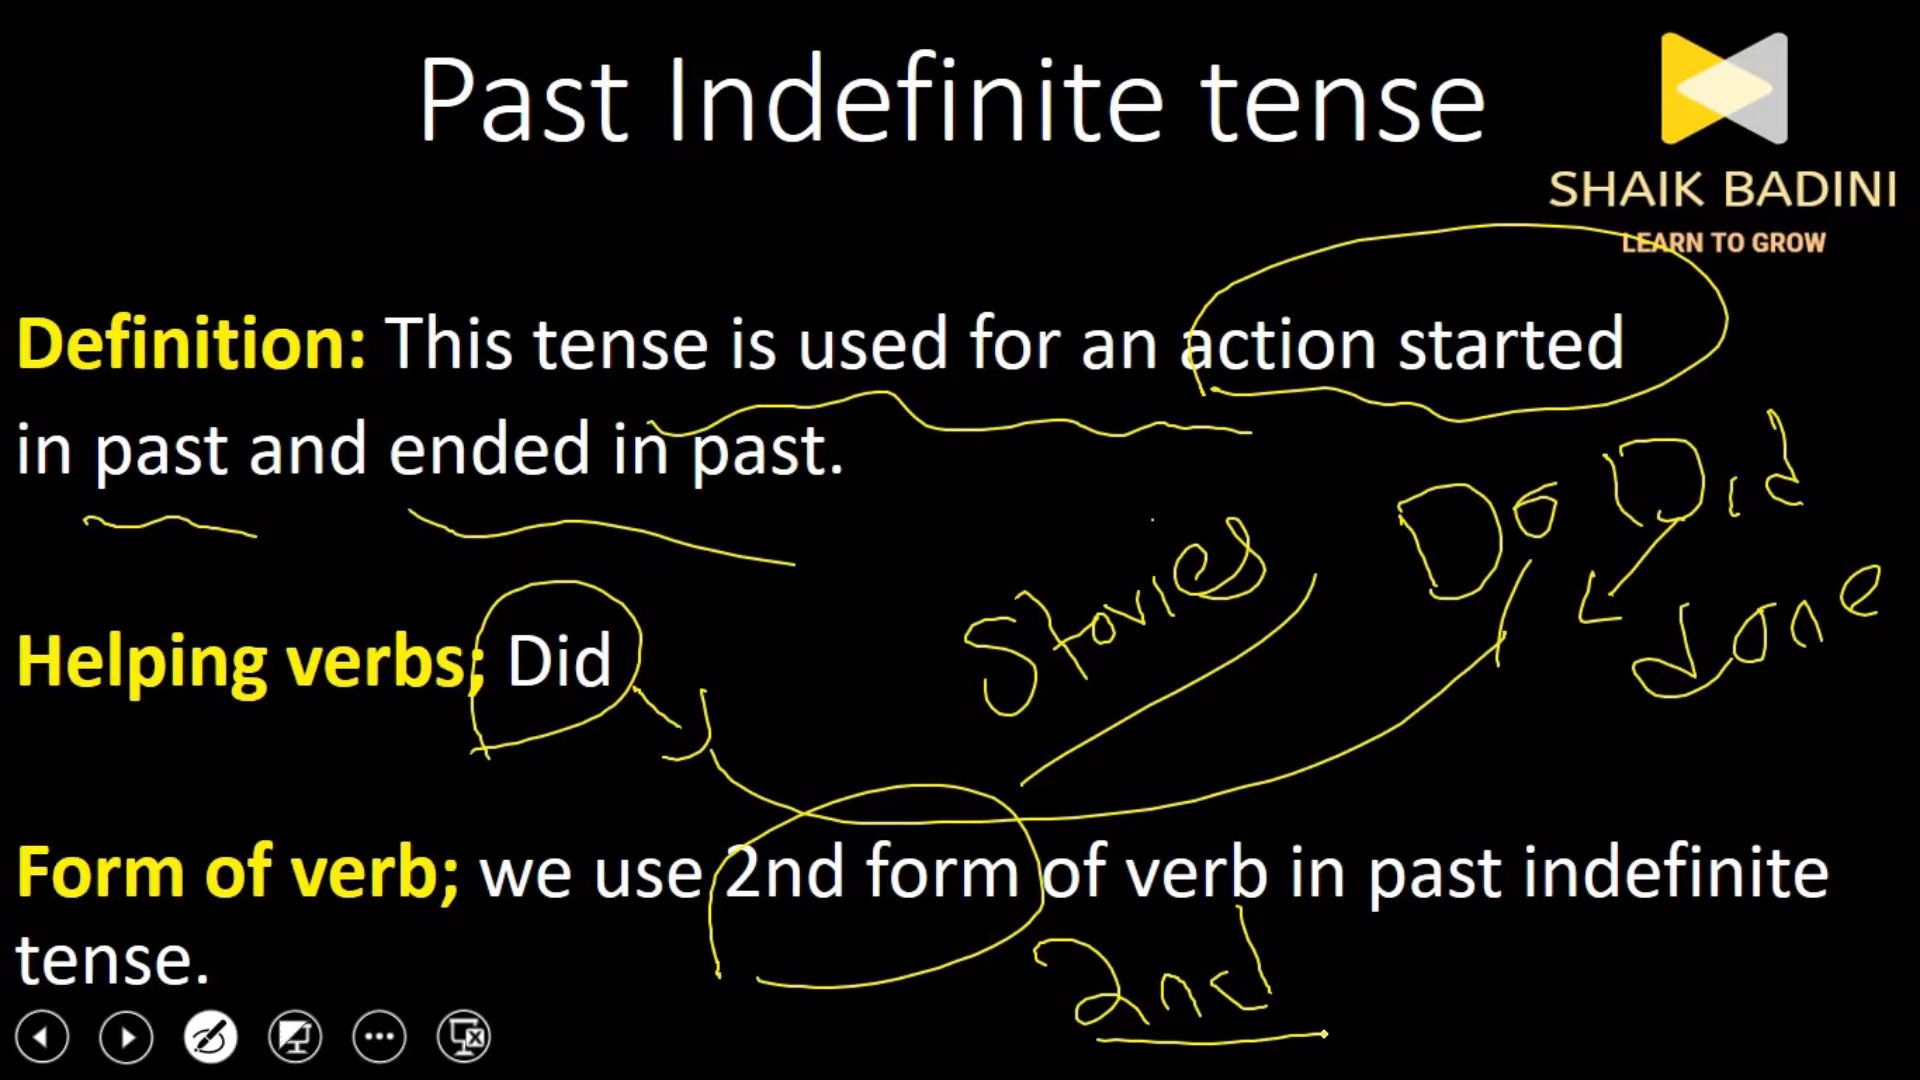 Past Indefinite tense
SHAIK BADINI
LEARN TO GROW
Definition: This tense is used for an action started
in past and ended in past.
Do Did
done
Stories
Helping verbs; Did
Form of verb; we use 2nd form of verb in past indefinite
tense.
2nd